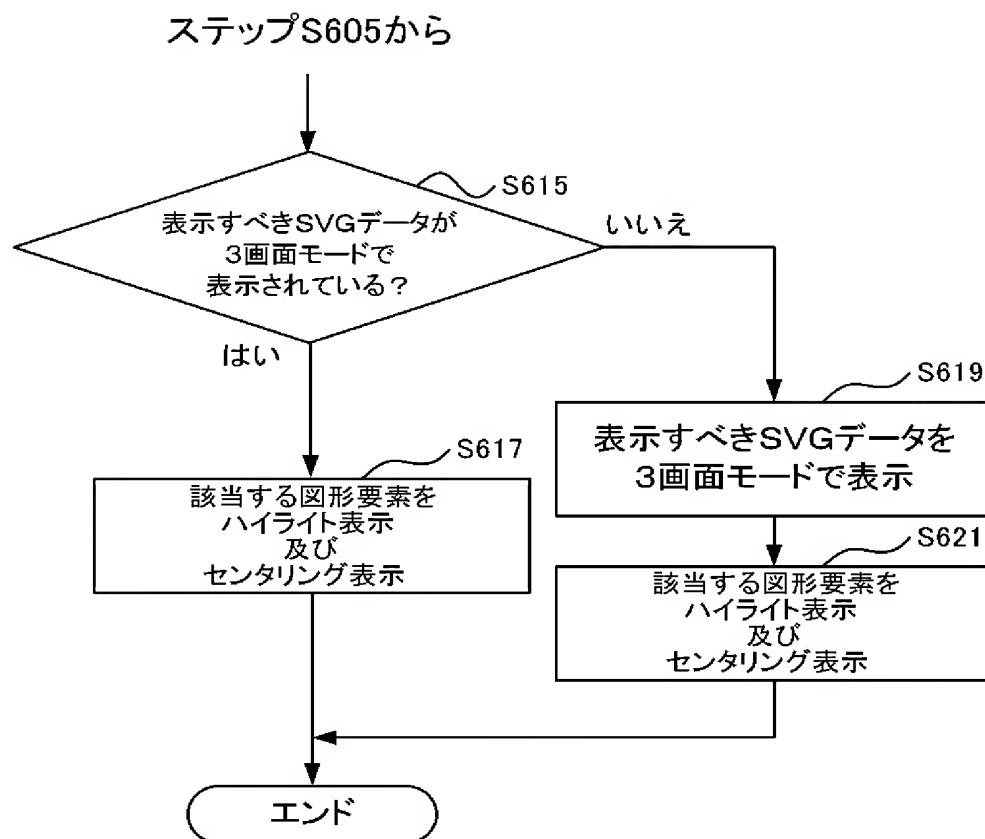 ステップS605から
S615
表示すべきSVGデータが
3画面モードで
表示されている？
いいえ
はい
S619
表示すべきSVGデータを
3画面モードで表示
S617
該当する図形要素を
ハイライト表示
及び
センタリング表示
S621
該当する図形要素を
ハイライト表示
及び
センタリング表示
エンド